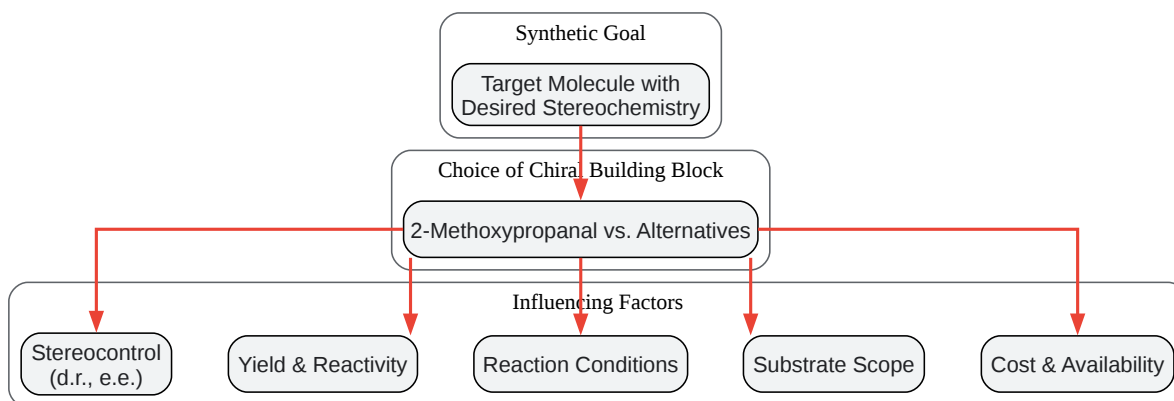 Synthetic Goal
Target Molecule with
Desired Stereochemistry
Choice of Chiral Building Block
2-Methoxypropanal vs. Alternatives
Influencing Factors
Stereocontrol
(d.r., e.e.)
Yield & Reactivity
Reaction Conditions
Substrate Scope
Cost & Availability